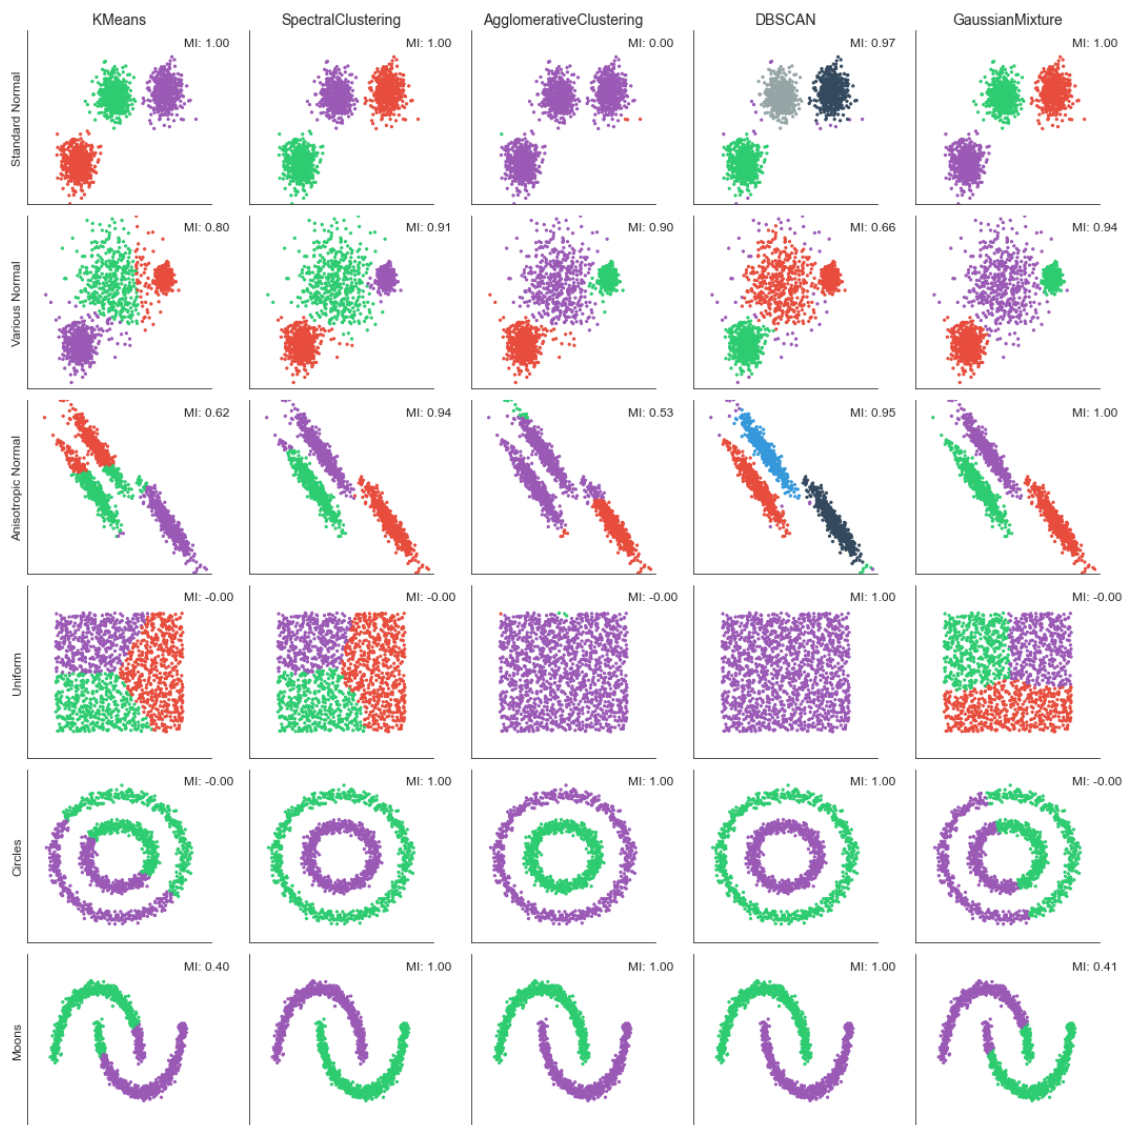 KMeans SpectralClustering AgglomerativeClustering DBSCAN GaussianMixture
Standard Normal
MI: 1.00 MI: 1.00 MI: 0.00 MI: 0.97 MI: 1.00
Various Normal
MI: 0.80 MI: 0.91 MI: 0.90 MI: 0.66 MI: 0.94
Anisotropic Normal
MI: 0.62 MI: 0.94 MI: 0.53 MI: 0.95 MI: 1.00
Uniform
MI: -0.00 MI: -0.00 MI: -0.00 MI: 1.00 MI: -0.00
Circles
MI: -0.00 MI: 1.00 MI: 1.00 MI: 1.00 MI: -0.00
Moons
MI: 0.40 MI: 1.00 MI: 1.00 MI: 1.00 MI: 0.41